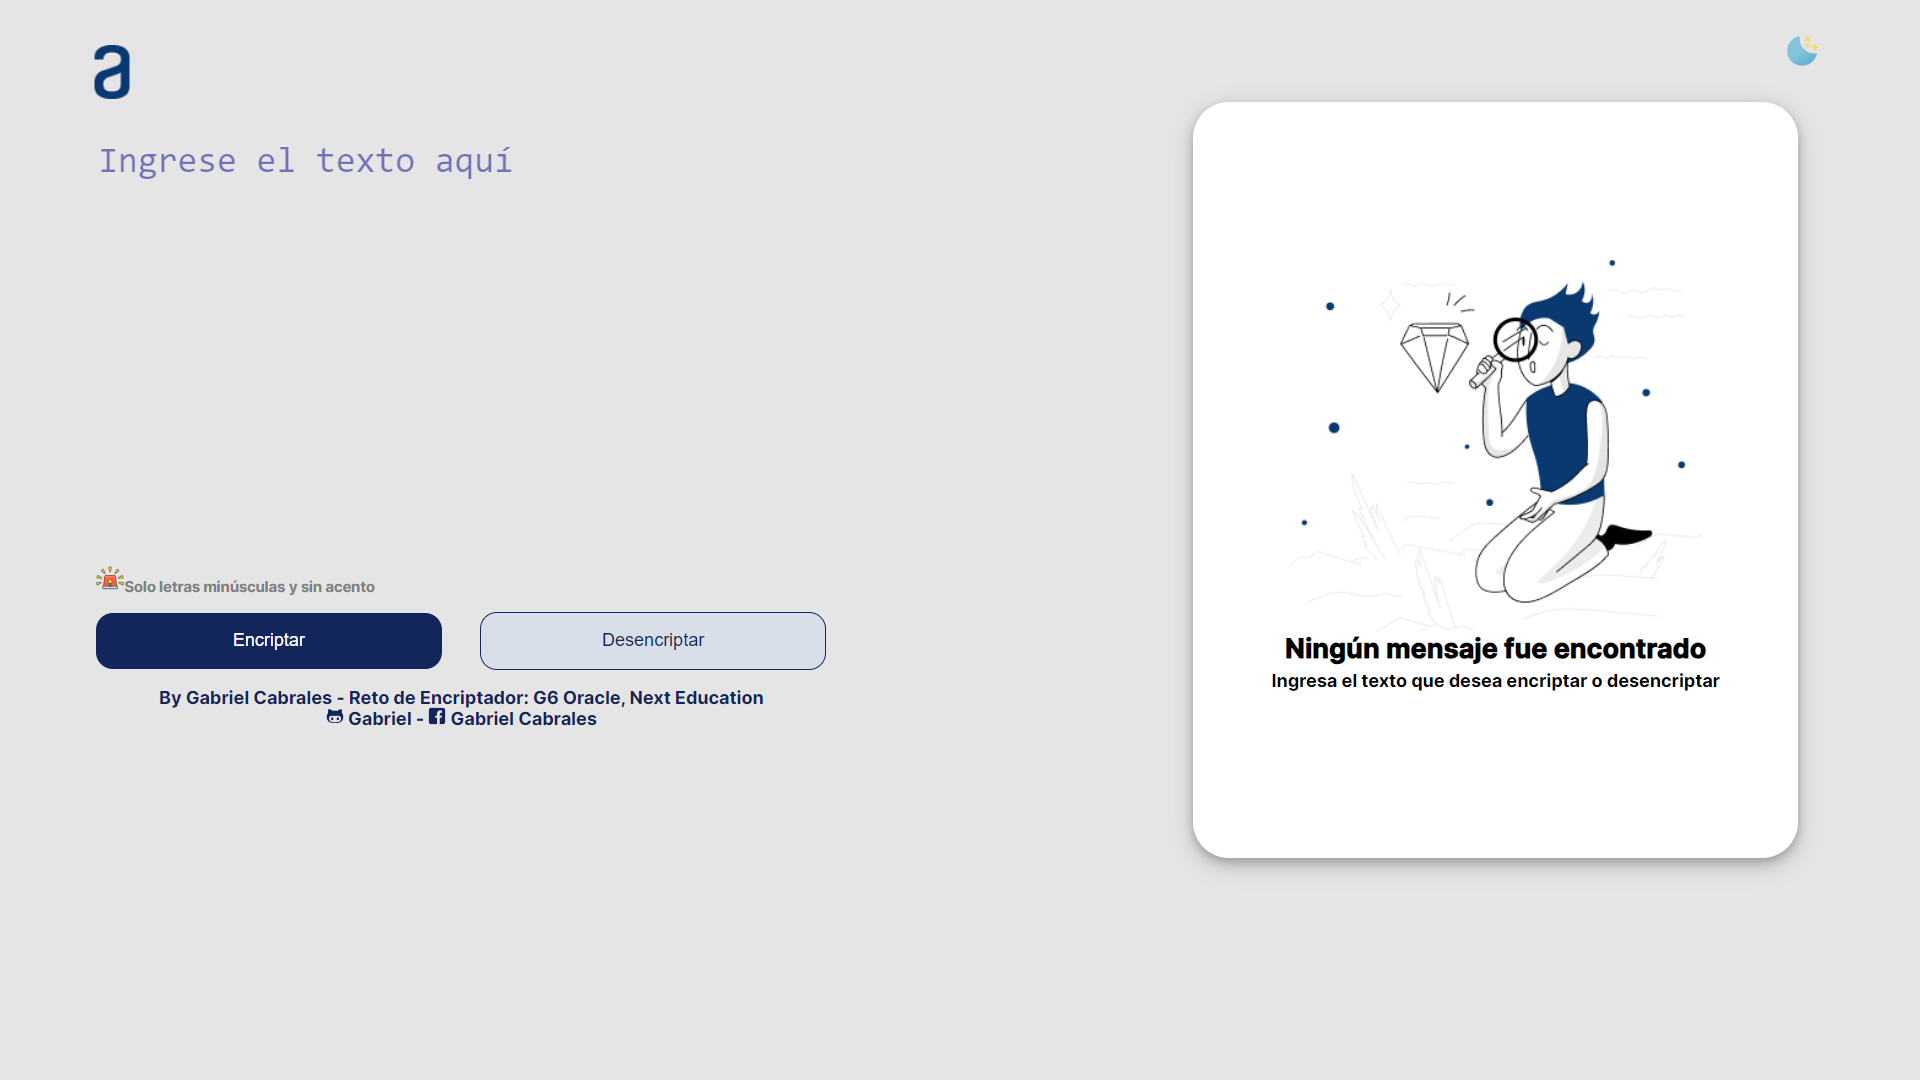 a
Ingrese el texto aquí
Solo letras minúsculas y sin acento
Encriptar
Desencriptar
By Gabriel Cabrales - Reto de Encriptador: G6 Oracle, Next Education
Gabriel - Gabriel Cabrales
Ningún mensaje fue encontrado
Ingresa el texto que desea encriptar o desencriptar